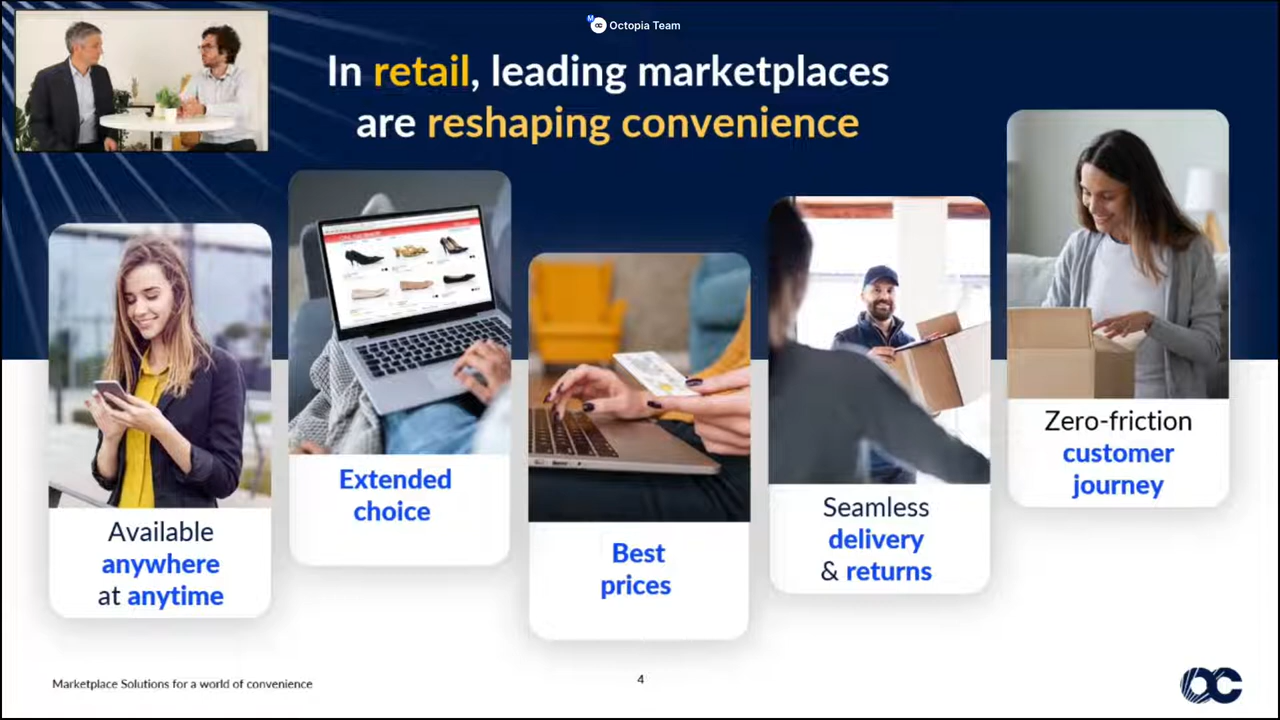 Octopia Team
In retail, leading marketplaces
are reshaping convenience
Available
anywhere
at anytime
Extended
choice
Best
prices
Seamless
delivery
& returns
Zero-friction
customer
journey
Marketplace Solutions for a world of convenience
4
OC